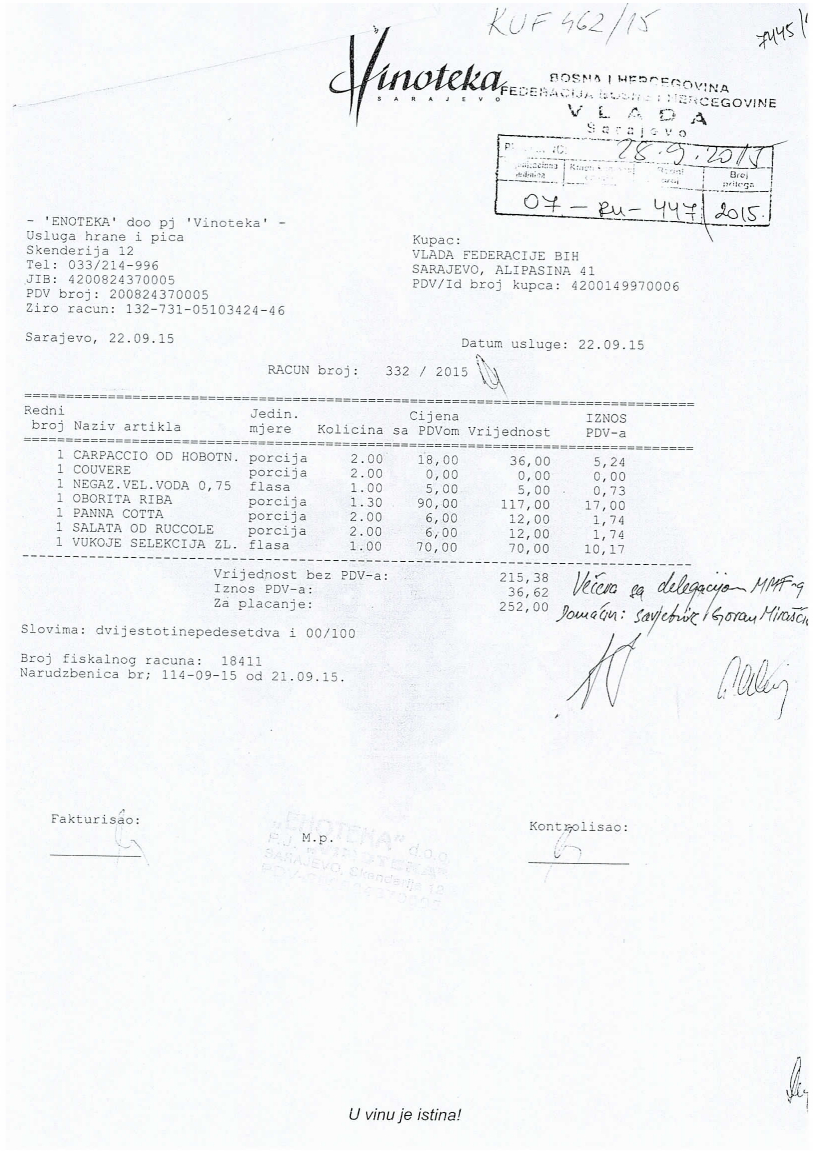 KUF 462/15
7445/1
Vinoteka
SARAJEVO
BOSNA I HERCEGOVINA
FEDERACIJA BOSNE I HERCEGOVINE
VLADA
Sarajevo
28.9.2015
Broj
priloga
07 - RU - 447 2015.
- 'ENOTEKA' doo pj 'Vinoteka' -
Usluga hrane i pica
Skenderija 12
Tel: 033/214-996
JIB: 4200824370005
PDV broj: 200824370005
Ziro racun: 132-731-05103424-46
Kupac:
VLADA FEDERACIJE BIH
SARAJEVO, ALIPASINA 41
PDV/Id broj kupca: 4200149970006
Sarajevo, 22.09.15
Datum usluge: 22.09.15
RACUN broj: 332 / 2015
Redni Jedin. Cijena IZNOS
broj Naziv artikla mjere Kolicina sa PDVom Vrijednost PDV-a
1 CARPACCIO OD HOBOTN. porcija 2.00 18,00 36,00 5,24
1 COUVERE porcija 2.00 0,00 0,00 0,00
1 NEGAZ.VEL.VODA 0,75 flasa 1.00 5,00 5,00 0,73
1 OBORITA RIBA porcija 1.30 90,00 117,00 17,00
1 PANNA COTTA porcija 2.00 6,00 12,00 1,74
1 SALATA OD RUCCOLE porcija 2.00 6,00 12,00 1,74
1 VUKOJE SELEKCIJA ZL. flasa 1.00 70,00 70,00 10,17
Vrijednost bez PDV-a: 215,38
Iznos PDV-a: 36,62
Za placanje: 252,00
Večera sa delegacijom MMF-a
Domaćin: savjetnik Goran Mirašči
Slovima: dvijestotinepedesetdva i 00/100
Broj fiskalnog racuna: 18411
Narudzbenica br; 114-09-15 od 21.09.15.
Fakturisao:
M.p.
Kontrolisao:
"ENOTEKA" d.o.o.
P.J. "VINOTEKA"
SARAJEVO, Skenderija 12
U vinu je istina!